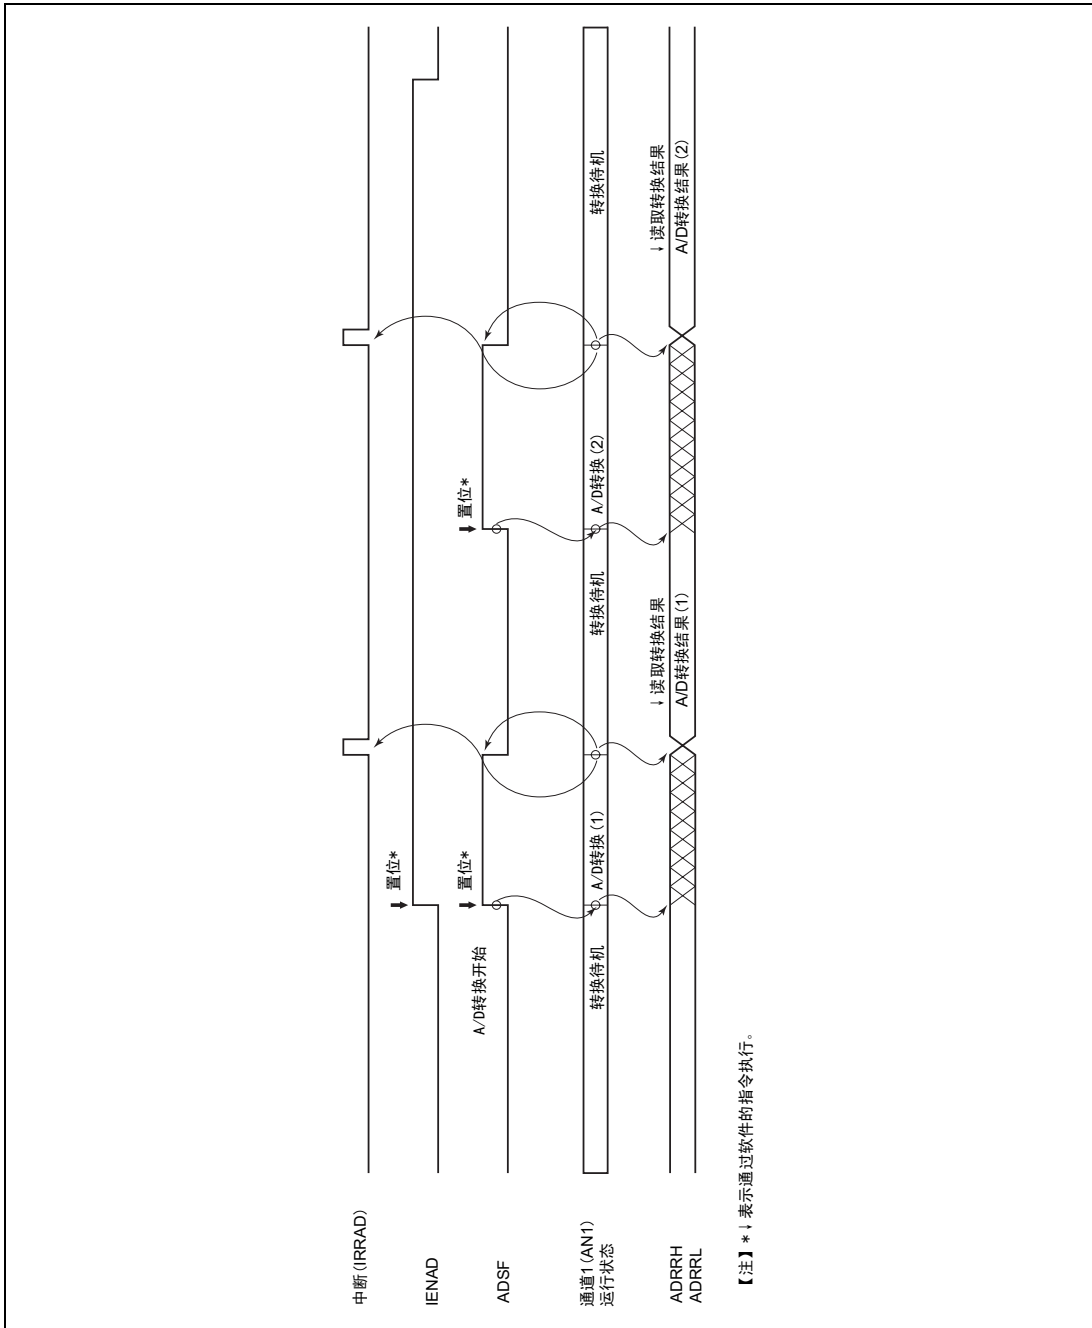 中断(IRRAD)
IENAD
置位*
ADSF
A/D转换开始
置位*
置位*
通道1(AN1)
运行状态
转换待机
A/D转换(1)
转换待机
A/D转换(2)
转换待机
ADRRH
ADRRL
↓读取转换结果
A/D转换结果(1)
↓读取转换结果
A/D转换结果(2)
【注】*↓表示通过软件的指令执行。